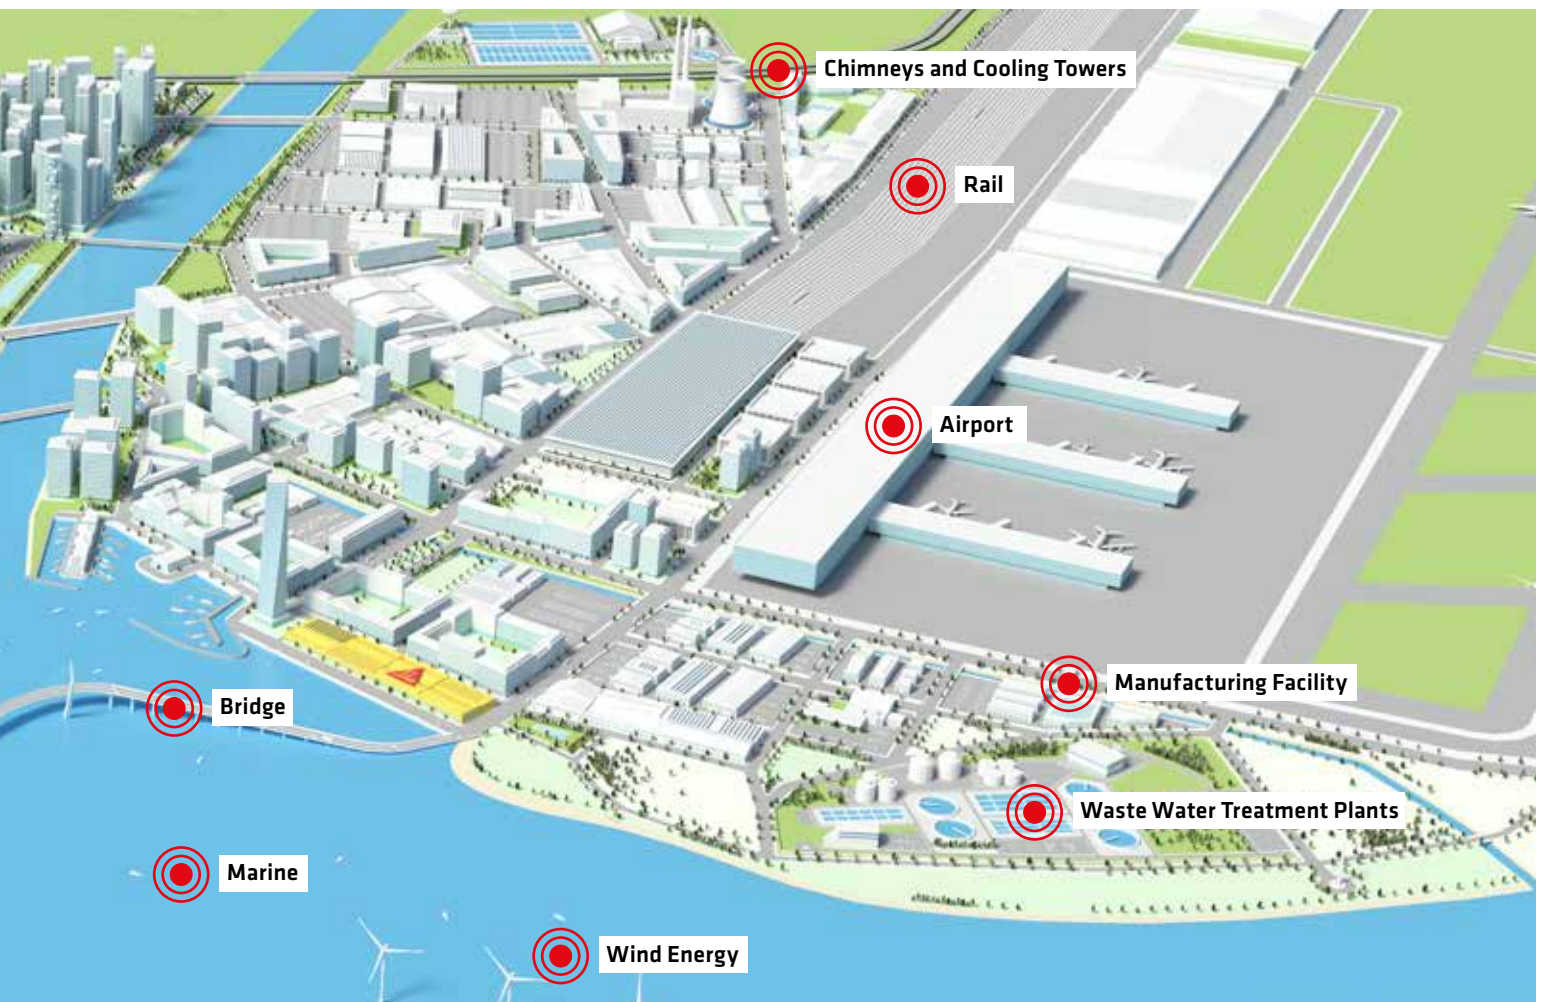 Chimneys and Cooling Towers
Rail
Airport
Manufacturing Facility
Bridge
Waste Water Treatment Plants
Marine
Wind Energy